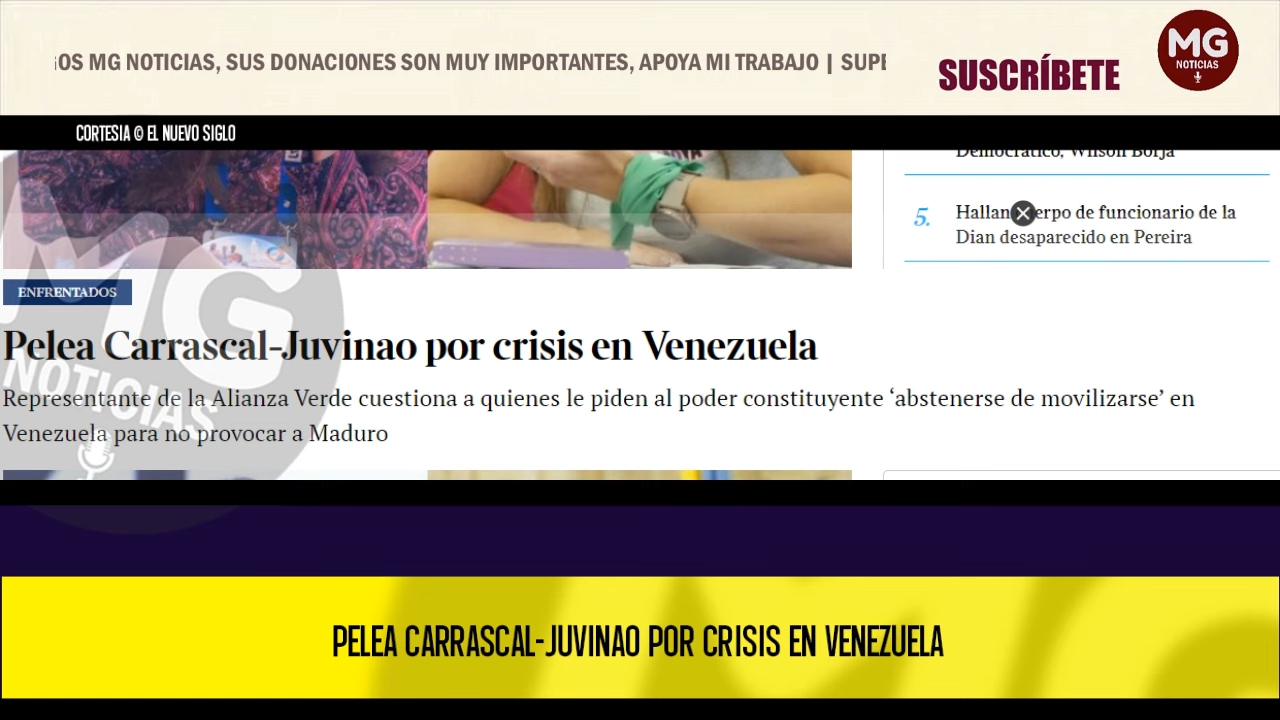 OS MG NOTICIAS, SUS DONACIONES SON MUY IMPORTANTES, APOYA MI TRABAJO |
SUSCRÍBETE
MG
NOTICIAS
CORTESIA © EL NUEVO SIGLO
Democrático, Wilson Borja
5. Hallan erpo de funcionario de la
Dian desaparecido en Pereira
ENFRENTADOS
Pelea Carrascal-Juvinao por crisis en Venezuela
Representante de la Alianza Verde cuestiona a quienes le piden al poder constituyente ‘abstenerse de movilizarse’ en
Venezuela para no provocar a Maduro
MG
NOTICIAS
PELEA CARRASCAL-JUVINAO POR CRISIS EN VENEZUELA